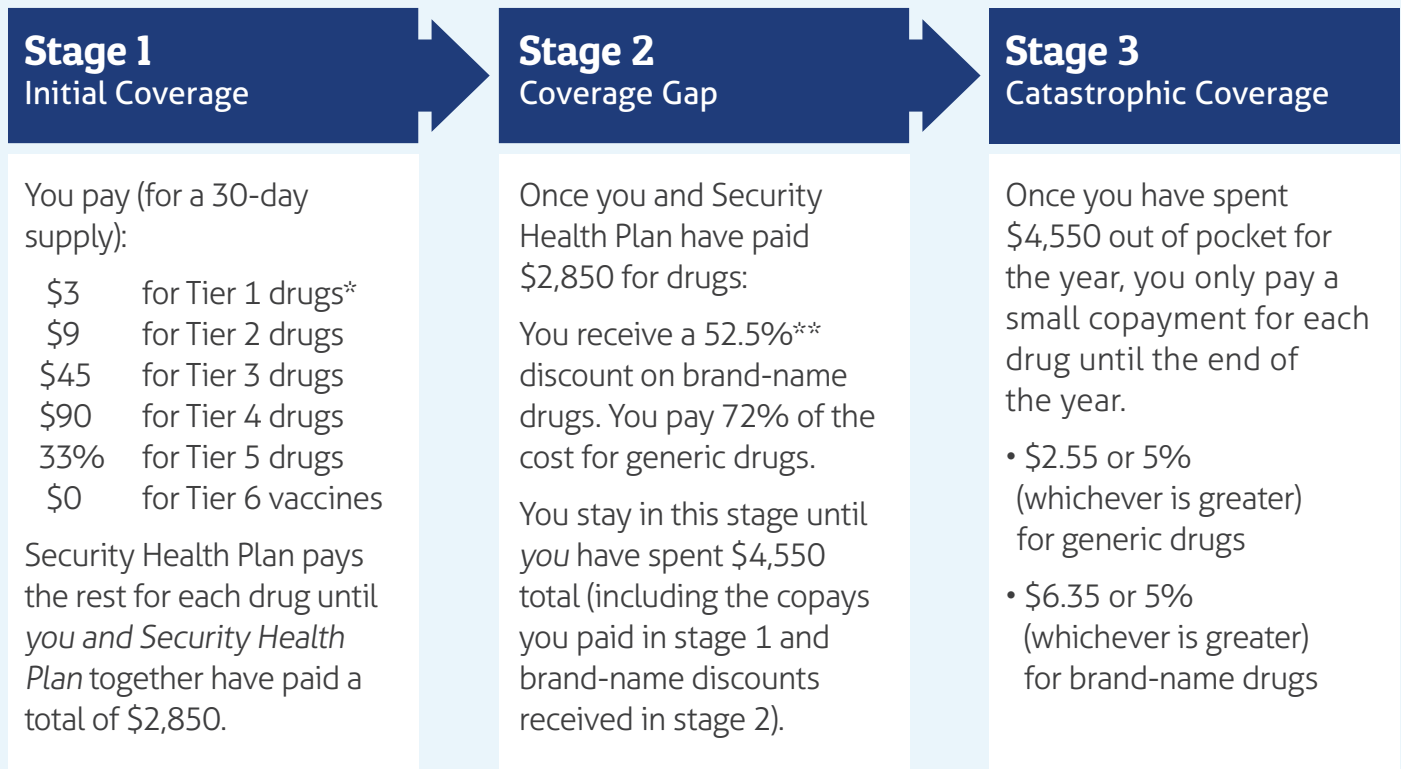 Stage 1
Initial Coverage
You pay (for a 30-day
supply):
$3 for Tier 1 drugs*
$9 for Tier 2 drugs
$45 for Tier 3 drugs
$90 for Tier 4 drugs
33% for Tier 5 drugs
$0 for Tier 6 vaccines
Security Health Plan pays
the rest for each drug until
you and Security Health
Plan together have paid a
total of $2,850.
Stage 2
Coverage Gap
Once you and Security
Health Plan have paid
$2,850 for drugs:
You receive a 52.5%**
discount on brand-name
drugs. You pay 72% of the
cost for generic drugs.
You stay in this stage until
you have spent $4,550
total (including the copays
you paid in stage 1 and
brand-name discounts
received in stage 2).
Stage 3
Catastrophic Coverage
Once you have spent
$4,550 out of pocket for
the year, you only pay a
small copayment for each
drug until the end of
the year.
• $2.55 or 5%
(whichever is greater)
for generic drugs
• $6.35 or 5%
(whichever is greater)
for brand-name drugs